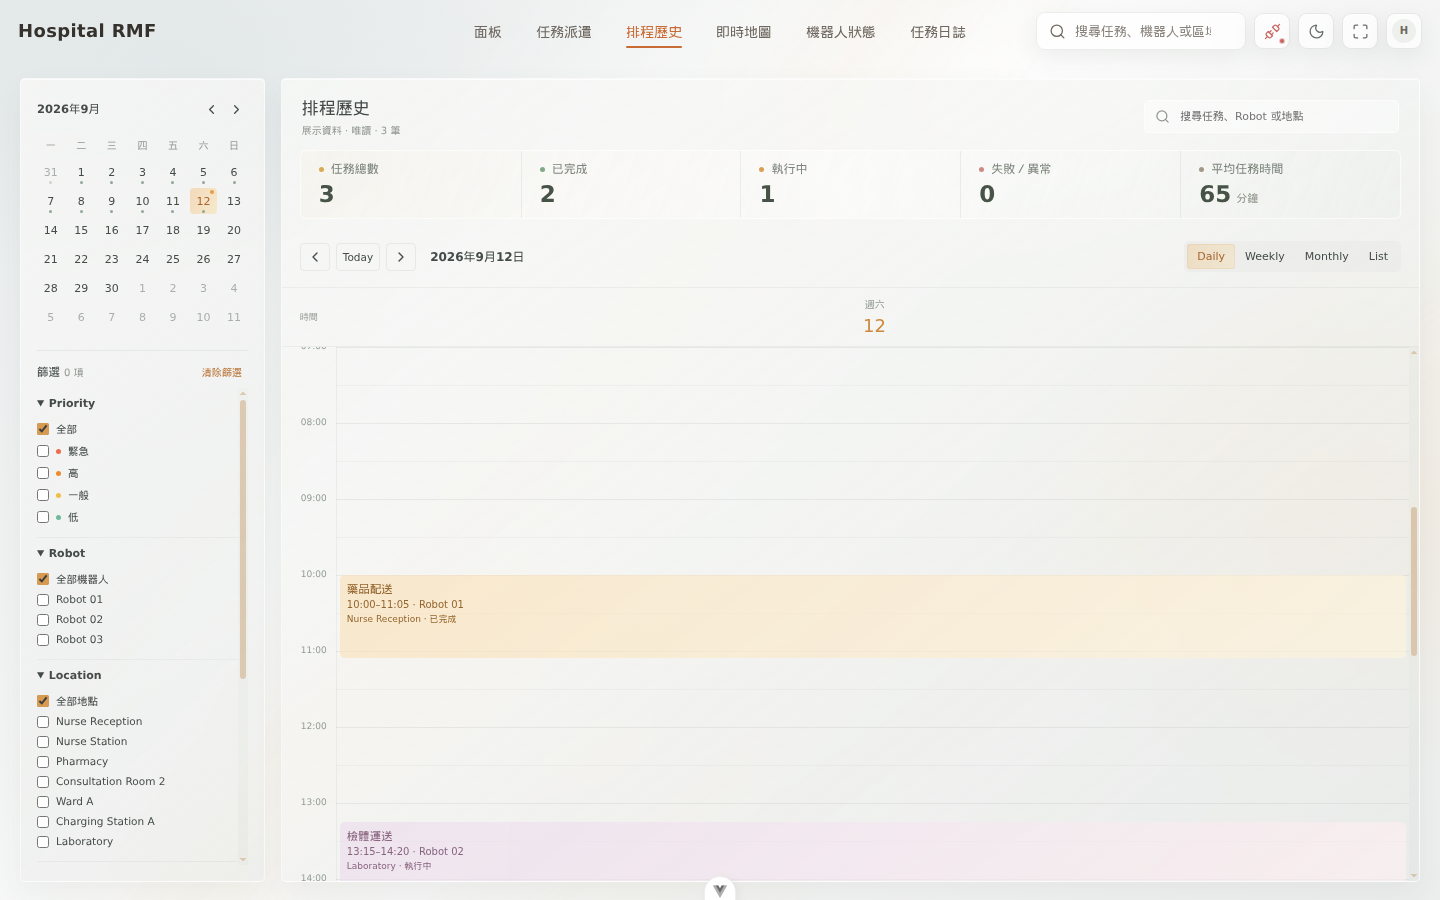 Hospital RMF
面板 任務派遣 排程歷史 即時地圖 機器人狀態 任務日誌
搜尋任務、機器人或區
H
2026年9月
一 二 三 四 五 六 日
31 1 2 3 4 5 6
7 8 9 10 11 12 13
14 15 16 17 18 19 20
21 22 23 24 25 26 27
28 29 30 1 2 3 4
5 6 7 8 9 10 11
篩選 0 項 清除篩選
Priority
全部
緊急
高
一般
低
Robot
全部機器人
Robot 01
Robot 02
Robot 03
Location
全部地點
Nurse Reception
Nurse Station
Pharmacy
Consultation Room 2
Ward A
Charging Station A
Laboratory
排程歷史
展示資料 · 唯讀 · 3 筆
搜尋任務、Robot 或地點
任務總數
3
已完成
2
執行中
1
失敗 / 異常
0
平均任務時間
65 分鐘
Today
2026年9月12日
Daily Weekly Monthly List
時間
週六
12
07:00
08:00
09:00
10:00
藥品配送
10:00–11:05 · Robot 01
Nurse Reception · 已完成
11:00
12:00
13:00
檢體運送
13:15–14:20 · Robot 02
Laboratory · 執行中
14:00